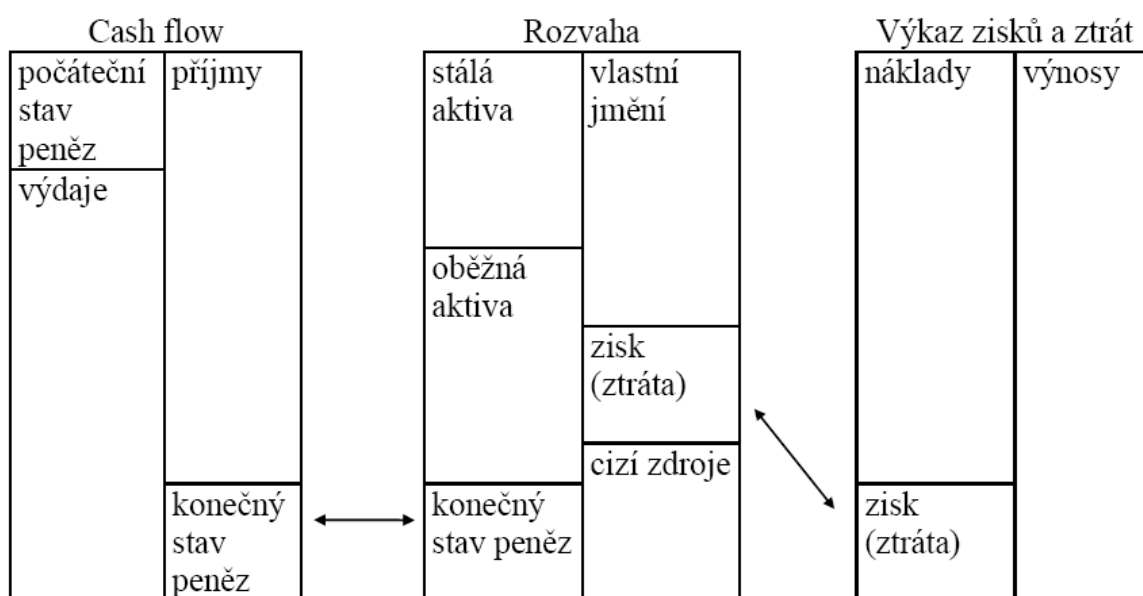 Cash flow
počáteční
stav
peněz
výdaje
příjmy
konečný
stav
peněz
Rozvaha
stálá
aktiva
oběžná
aktiva
konečný
stav peněz
vlastní
jmění
zisk
(ztráta)
cizí zdroje
Výkaz zisků a ztrát
náklady
zisk
(ztráta)
výnosy